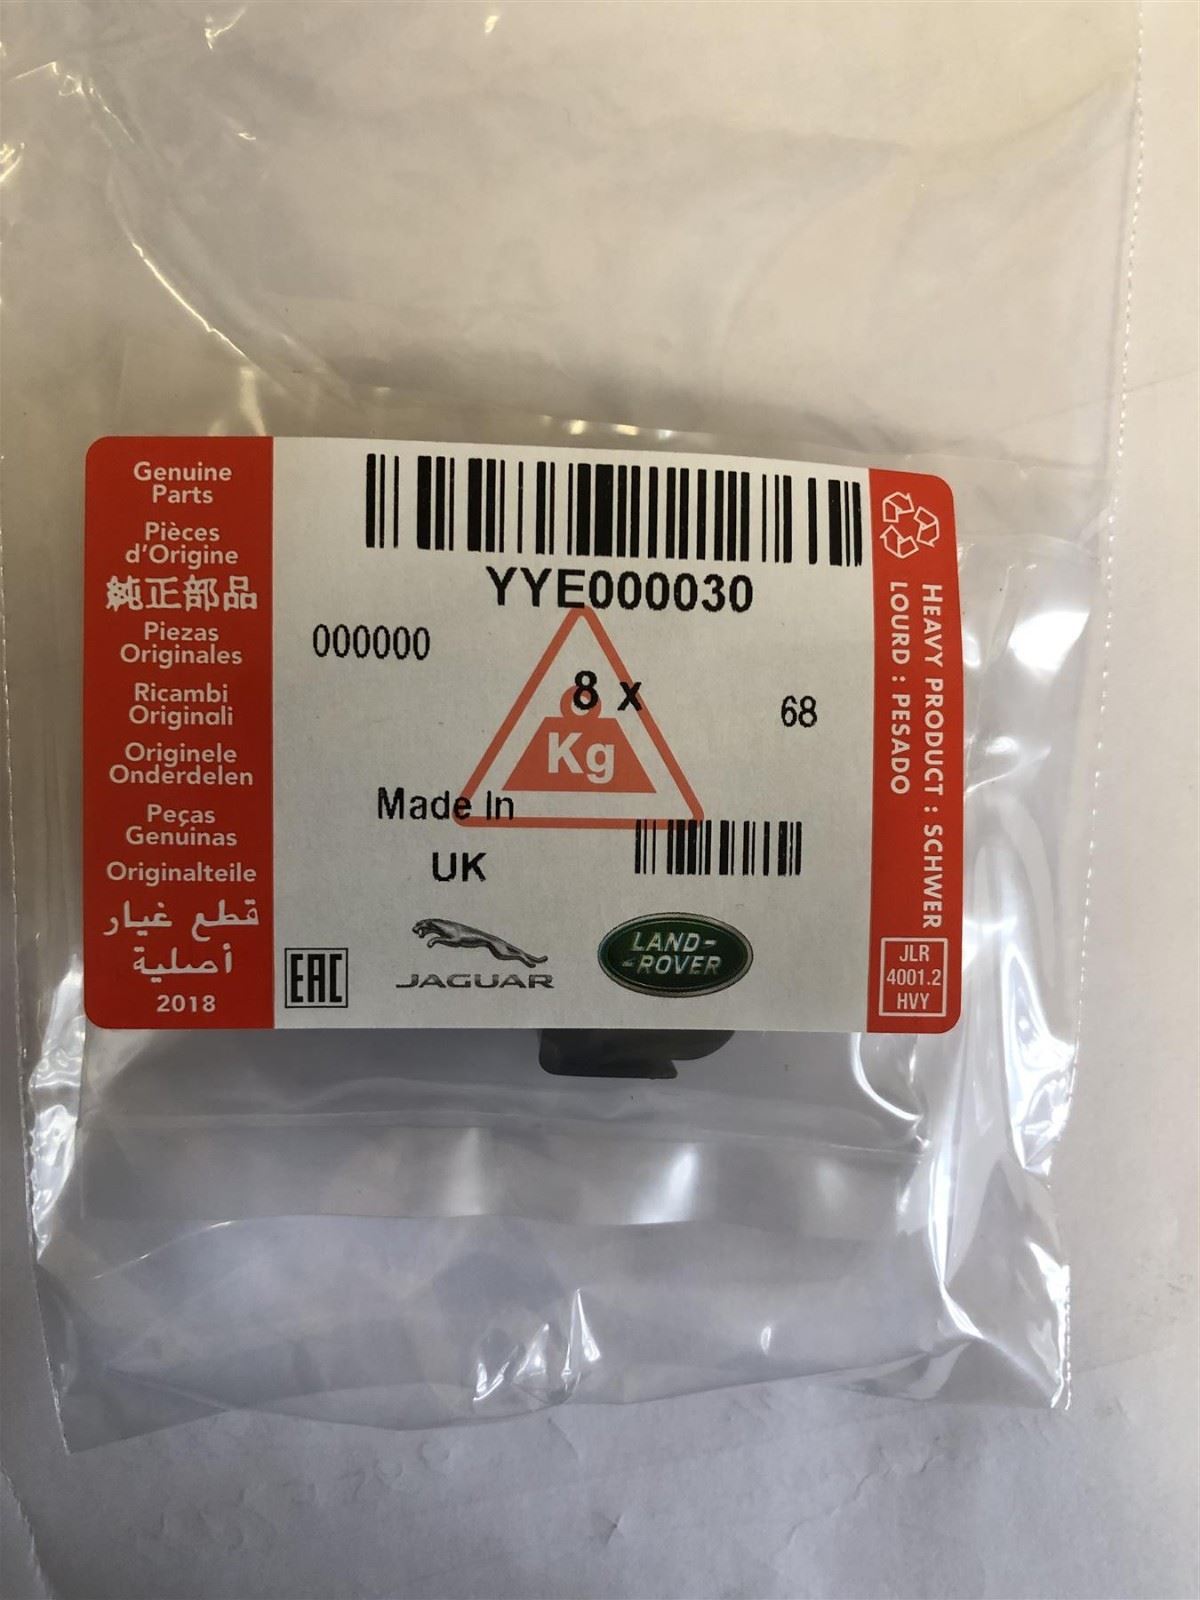 Genuine
Parts
Pièces
d'Origine
純正部品
Piezas
Originales
Ricambi
Originali
Originele
Onderdelen
Peças
Genuinas
Originalteile
قطع غيار
أصلية
2018
YYE000030
000000
8 x
68
Kg
Made In
UK
EAC
JAGUAR
LAND-
-ROVER
HEAVY PRODUCT : SCHWER
LOURD : PESADO
JLR
4001.2
HVY